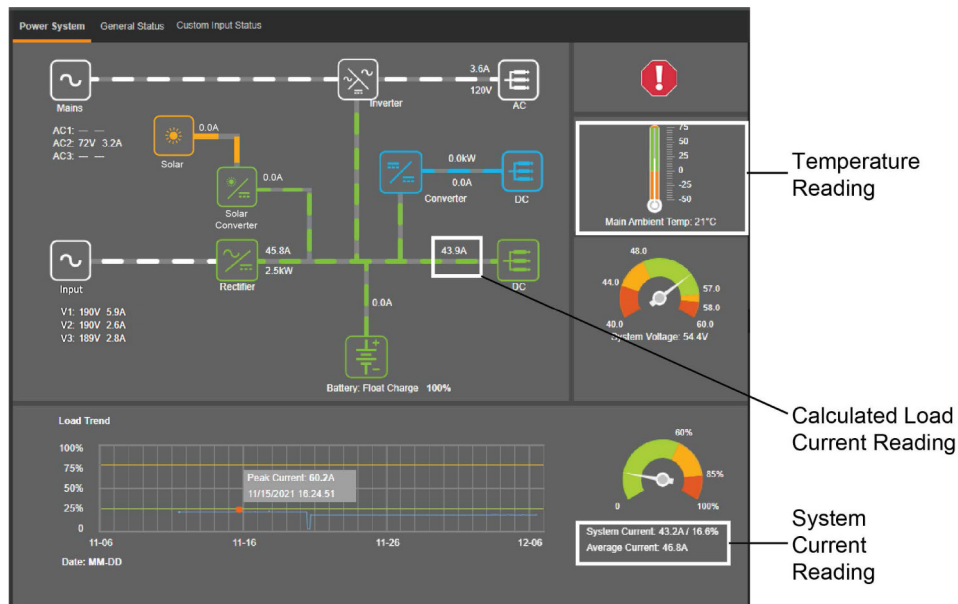 Power System General Status Custom Input Status
Mains
AC1: — —
AC2: 72V 3.2A
AC3: — —
Inverter
3.6A
120V
AC
Solar
0.0A
Solar
Converter
0.0A
0.0kW
0.0A
Converter
DC
Input
V1: 190V 5.9A
V2: 190V 2.6A
V3: 189V 2.8A
45.8A
2.5kW
Rectifier
43.9A
DC
0.0A
Battery: Float Charge 100%
75
50
25
0
-25
-50
Main Ambient Temp: 21°C
Temperature
Reading
48.0
44.0
57.0
58.0
40.0
60.0
System Voltage: 54.4V
Calculated Load
Current Reading
Load Trend
100%
75%
50%
25%
0
Peak Current: 60.2A
11/15/2021 16:24:51
11-06 11-16 11-26 12-06
Date: MM-DD
60%
85%
0
100%
System Current: 43.2A / 16.6%
Average Current: 46.8A
System
Current
Reading